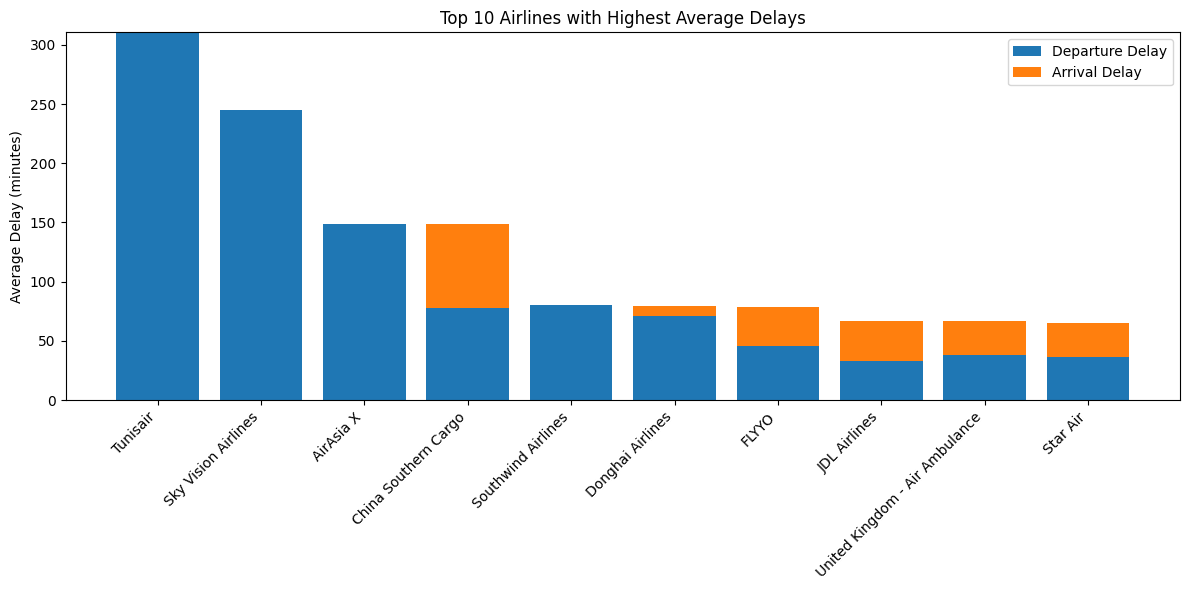 Top 10 Airlines with Highest Average Delays
Departure Delay
Arrival Delay
Average Delay (minutes)
300
250
200
150
100
50
0
Tunisair
Sky Vision Airlines
AirAsia X
China Southern Cargo
Southwind Airlines
Donghai Airlines
FLYYO
JDL Airlines
United Kingdom - Air Ambulance
Star Air